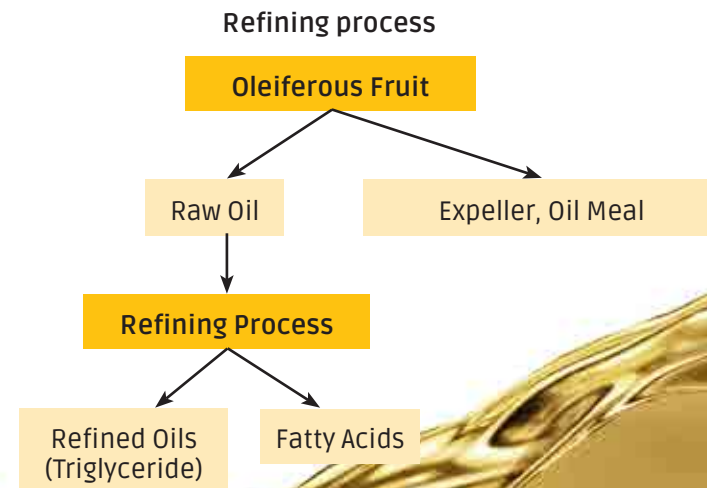 Refining process
Oleiferous Fruit
Raw Oil
Expeller, Oil Meal
Refining Process
Refined Oils
(Triglyceride)
Fatty Acids